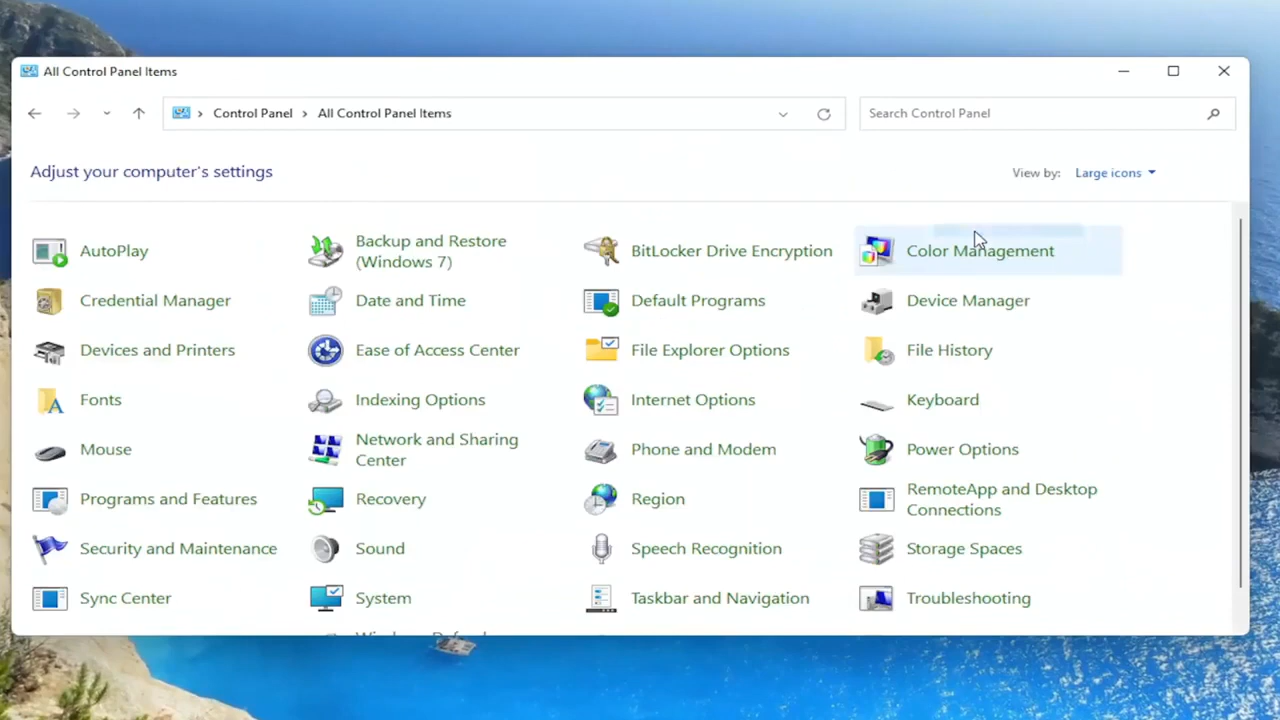 All Control Panel Items
Control Panel
All Control Panel Items
Search Control Panel
Adjust your computer's settings
View by:
Large icons
AutoPlay
Backup and Restore
(Windows 7)
BitLocker Drive Encryption
Color Management
Credential Manager
Date and Time
Default Programs
Device Manager
Devices and Printers
Ease of Access Center
File Explorer Options
File History
Fonts
Indexing Options
Internet Options
Keyboard
Mouse
Network and Sharing
Center
Phone and Modem
Power Options
Programs and Features
Recovery
Region
RemoteApp and Desktop
Connections
Security and Maintenance
Sound
Speech Recognition
Storage Spaces
Sync Center
System
Taskbar and Navigation
Troubleshooting